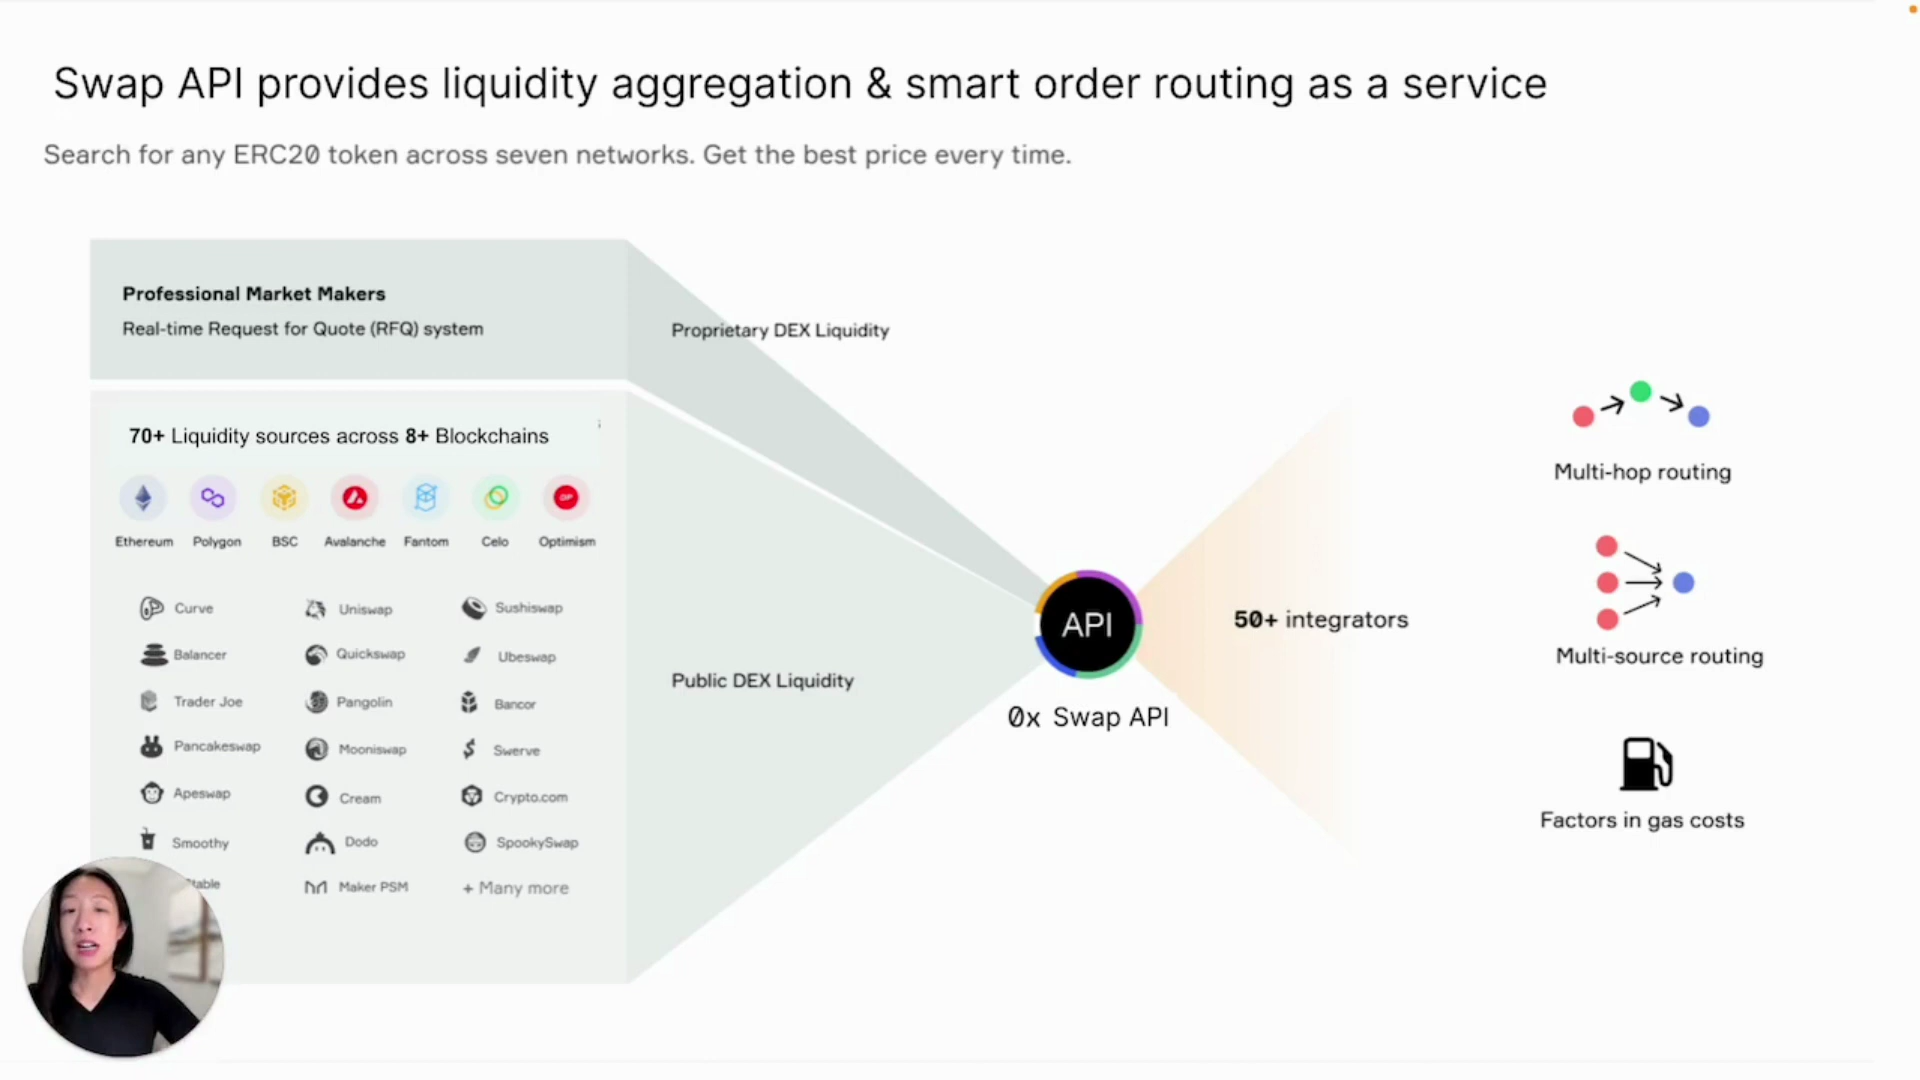 Swap API provides liquidity aggregation & smart order routing as a service
Search for any ERC20 token across seven networks. Get the best price every time.
Professional Market Makers
Real-time Request for Quote (RFQ) system
Proprietary DEX Liquidity
70+ Liquidity sources across 8+ Blockchains
OP
Ethereum Polygon BSC Avalanche Fantom Celo Optimism
Curve Uniswap Sushiswap
Balancer Quickswap Ubeswap
Trader Joe Pangolin Bancor
Pancakeswap Mooniswap Swerve
Apeswap Cream Crypto.com
Smoothy Dodo SpookySwap
Maker PSM + Many more
Public DEX Liquidity
API
0x Swap API
50+ integrators
Multi-hop routing
Multi-source routing
Factors in gas costs